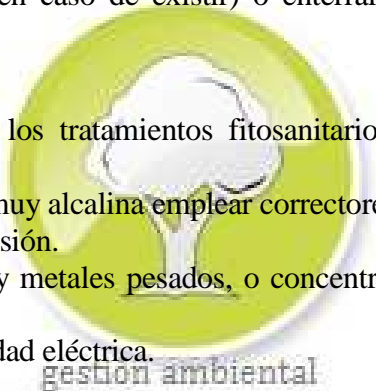 en caso de existir) o enterrar
los tratamientos fitosanitario
muy alcalina emplear correctore
sión.
y metales pesados, o concentr
dad eléctrica.
gestión ambiental